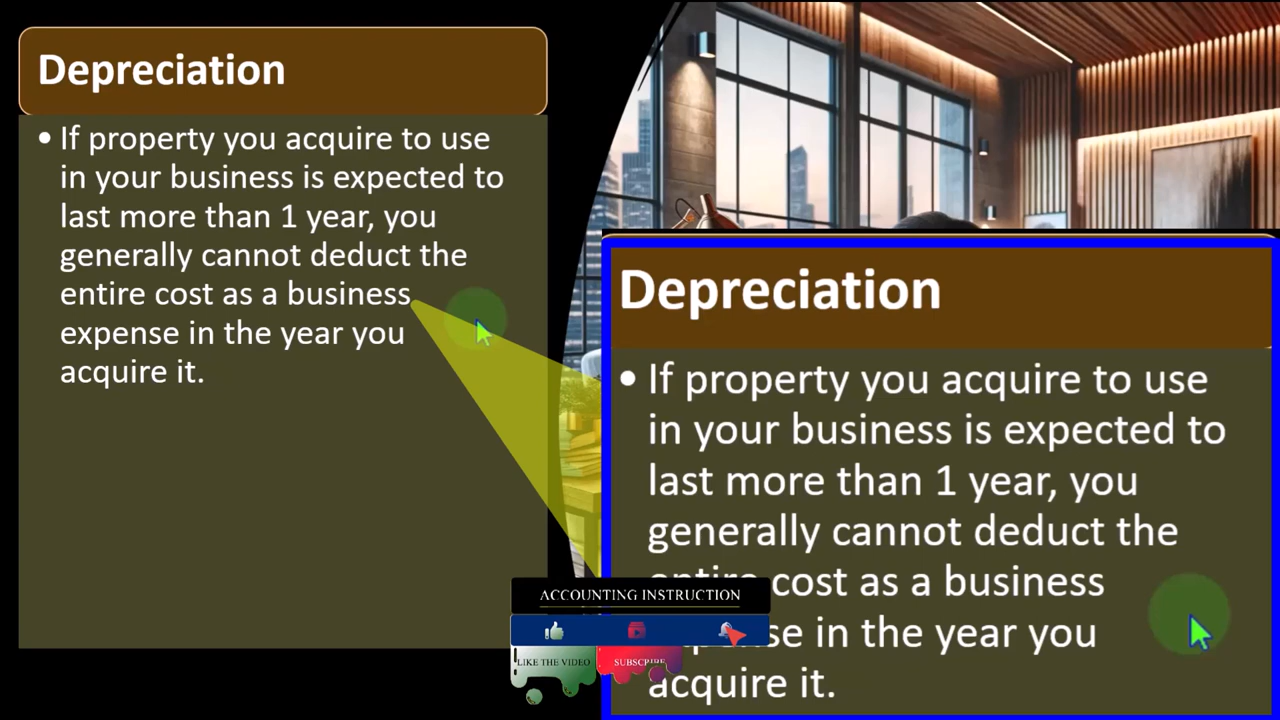 Depreciation
• If property you acquire to use
in your business is expected to
last more than 1 year, you
generally cannot deduct the
entire cost as a business
expense in the year you
acquire it.
Depreciation
• If property you acquire to use
in your business is expected to
last more than 1 year, you
generally cannot deduct the
cost as a business
in the year you
acquire it.
ACCOUNTING INSTRUCTION
LIKE THE VIDEO
SUBSCRIBE